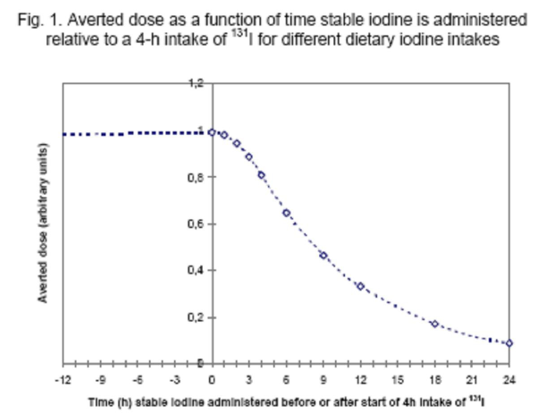 Fig. 1. Averted dose as a function of time stable iodine is administered
relative to a 4-h intake of ¹³¹I for different dietary iodine intakes
1,2
1
0,8
0,6
0,4
0,2
0
Averted dose (arbitrary units)
-12 -9 -6 -3 0 3 6 9 12 15 18 21 24
Time (h) stable iodine administered before or after start of 4h intake of ¹³¹I